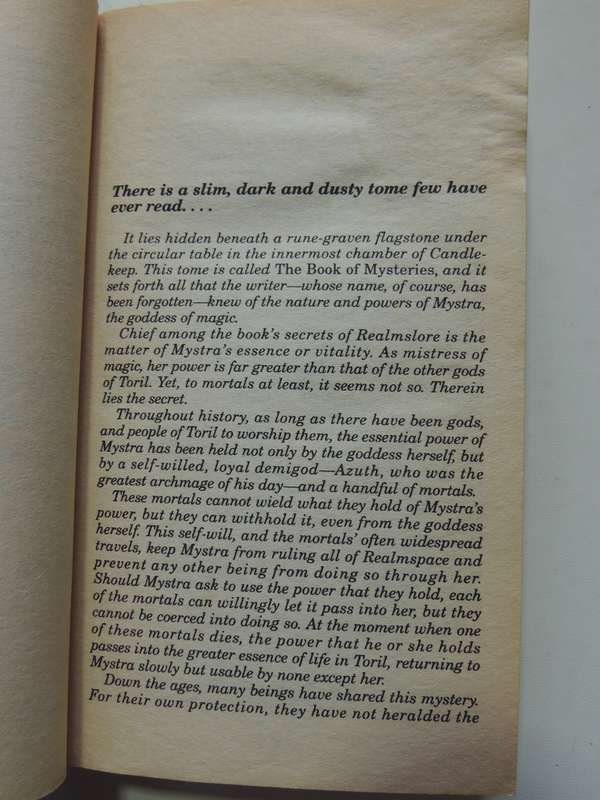 There is a slim, dark and dusty tome few have
ever read. . . .
It lies hidden beneath a rune-graven flagstone under
the circular table in the innermost chamber of Candle-
keep. This tome is called The Book of Mysteries, and it
sets forth all that the writer—whose name, of course, has
been forgotten—knew of the nature and powers of Mystra,
the goddess of magic.
Chief among the book's secrets of Realmslore is the
matter of Mystra's essence or vitality. As mistress of
magic, her power is far greater than that of the other gods
of Toril. Yet, to mortals at least, it seems not so. Therein
lies the secret.
Throughout history, as long as there have been gods,
and people of Toril to worship them, the essential power of
Mystra has been held not only by the goddess herself, but
by a self-willed, loyal demigod—Azuth, who was the
greatest archmage of his day—and a handful of mortals.
These mortals cannot wield what they hold of Mystra's
power, but they can withhold it, even from the goddess
herself. This self-will, and the mortals' often widespread
travels, keep Mystra from ruling all of Realmspace and
prevent any other being from doing so through her.
Should Mystra ask to use the power that they hold, each
of the mortals can willingly let it pass into her, but they
cannot be coerced into doing so. At the moment when one
of these mortals dies, the power that he or she holds
passes into the greater essence of life in Toril, returning to
Mystra slowly but usable by none except her.
Down the ages, many beings have shared this mystery.
For their own protection, they have not heralded the